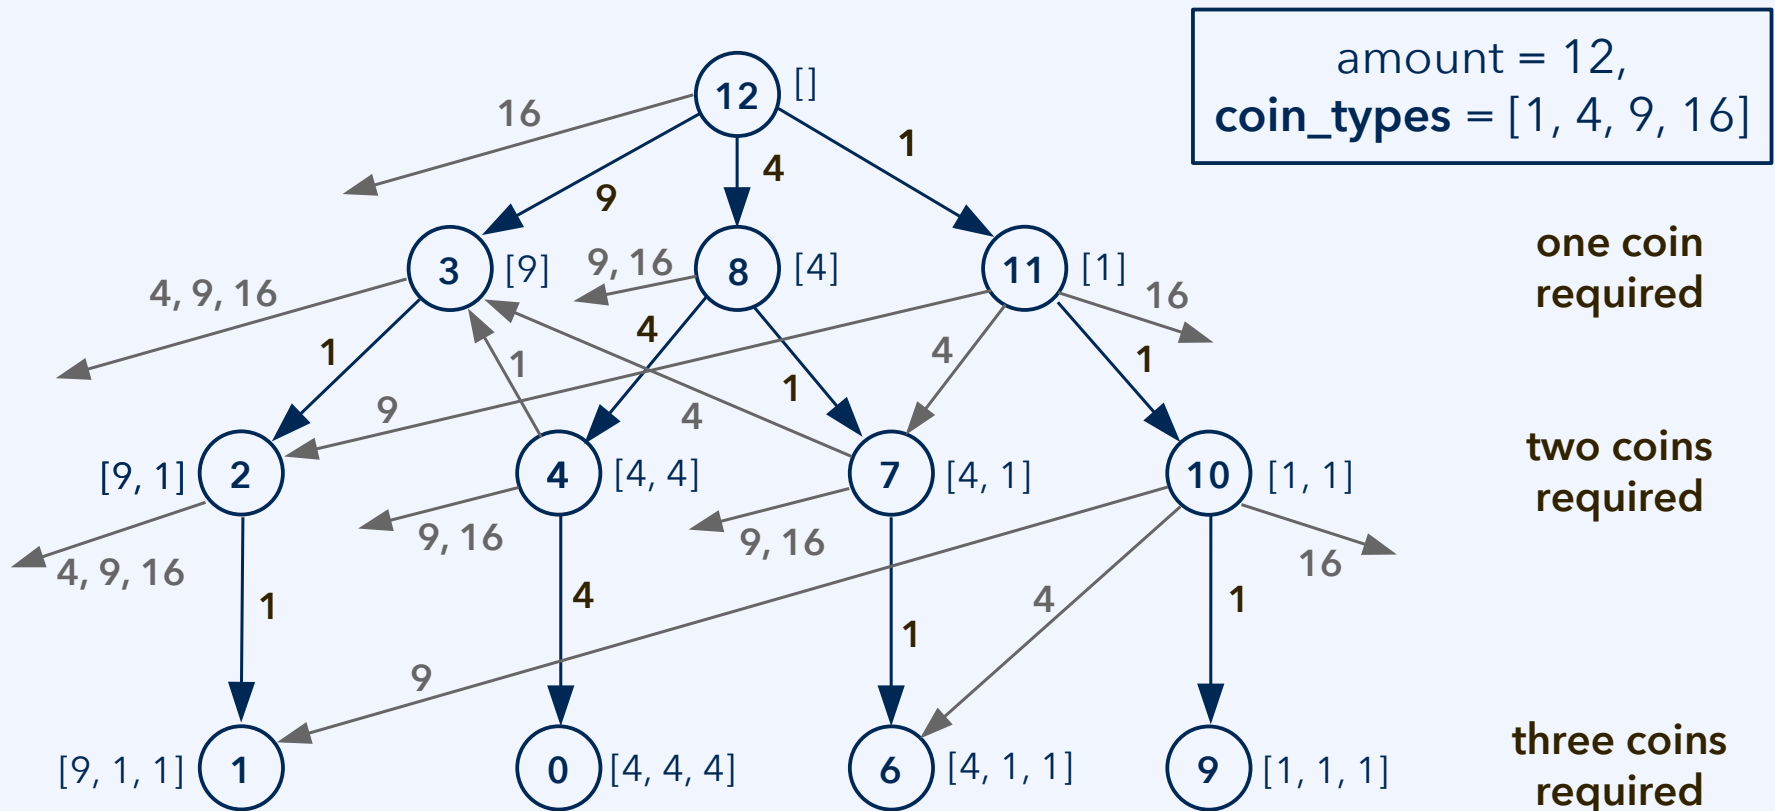 amount = 12,
coin_types = [1, 4, 9, 16]
12 []
16
9
4
1
3 [9]
8 [4]
11 [1]
one coin
required
4, 9, 16
9, 16
16
1
1
4
1
4
1
9
4
2 [9, 1]
4 [4, 4]
7 [4, 1]
10 [1, 1]
two coins
required
4, 9, 16
9, 16
9, 16
16
1
4
1
4
1
9
1 [9, 1, 1]
0 [4, 4, 4]
6 [4, 1, 1]
9 [1, 1, 1]
three coins
required